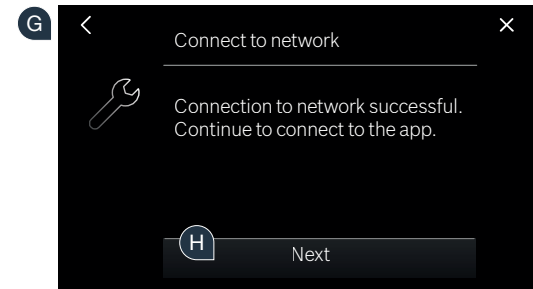 G
Connect to network
Connection to network successful.
Continue to connect to the app.
H
Next